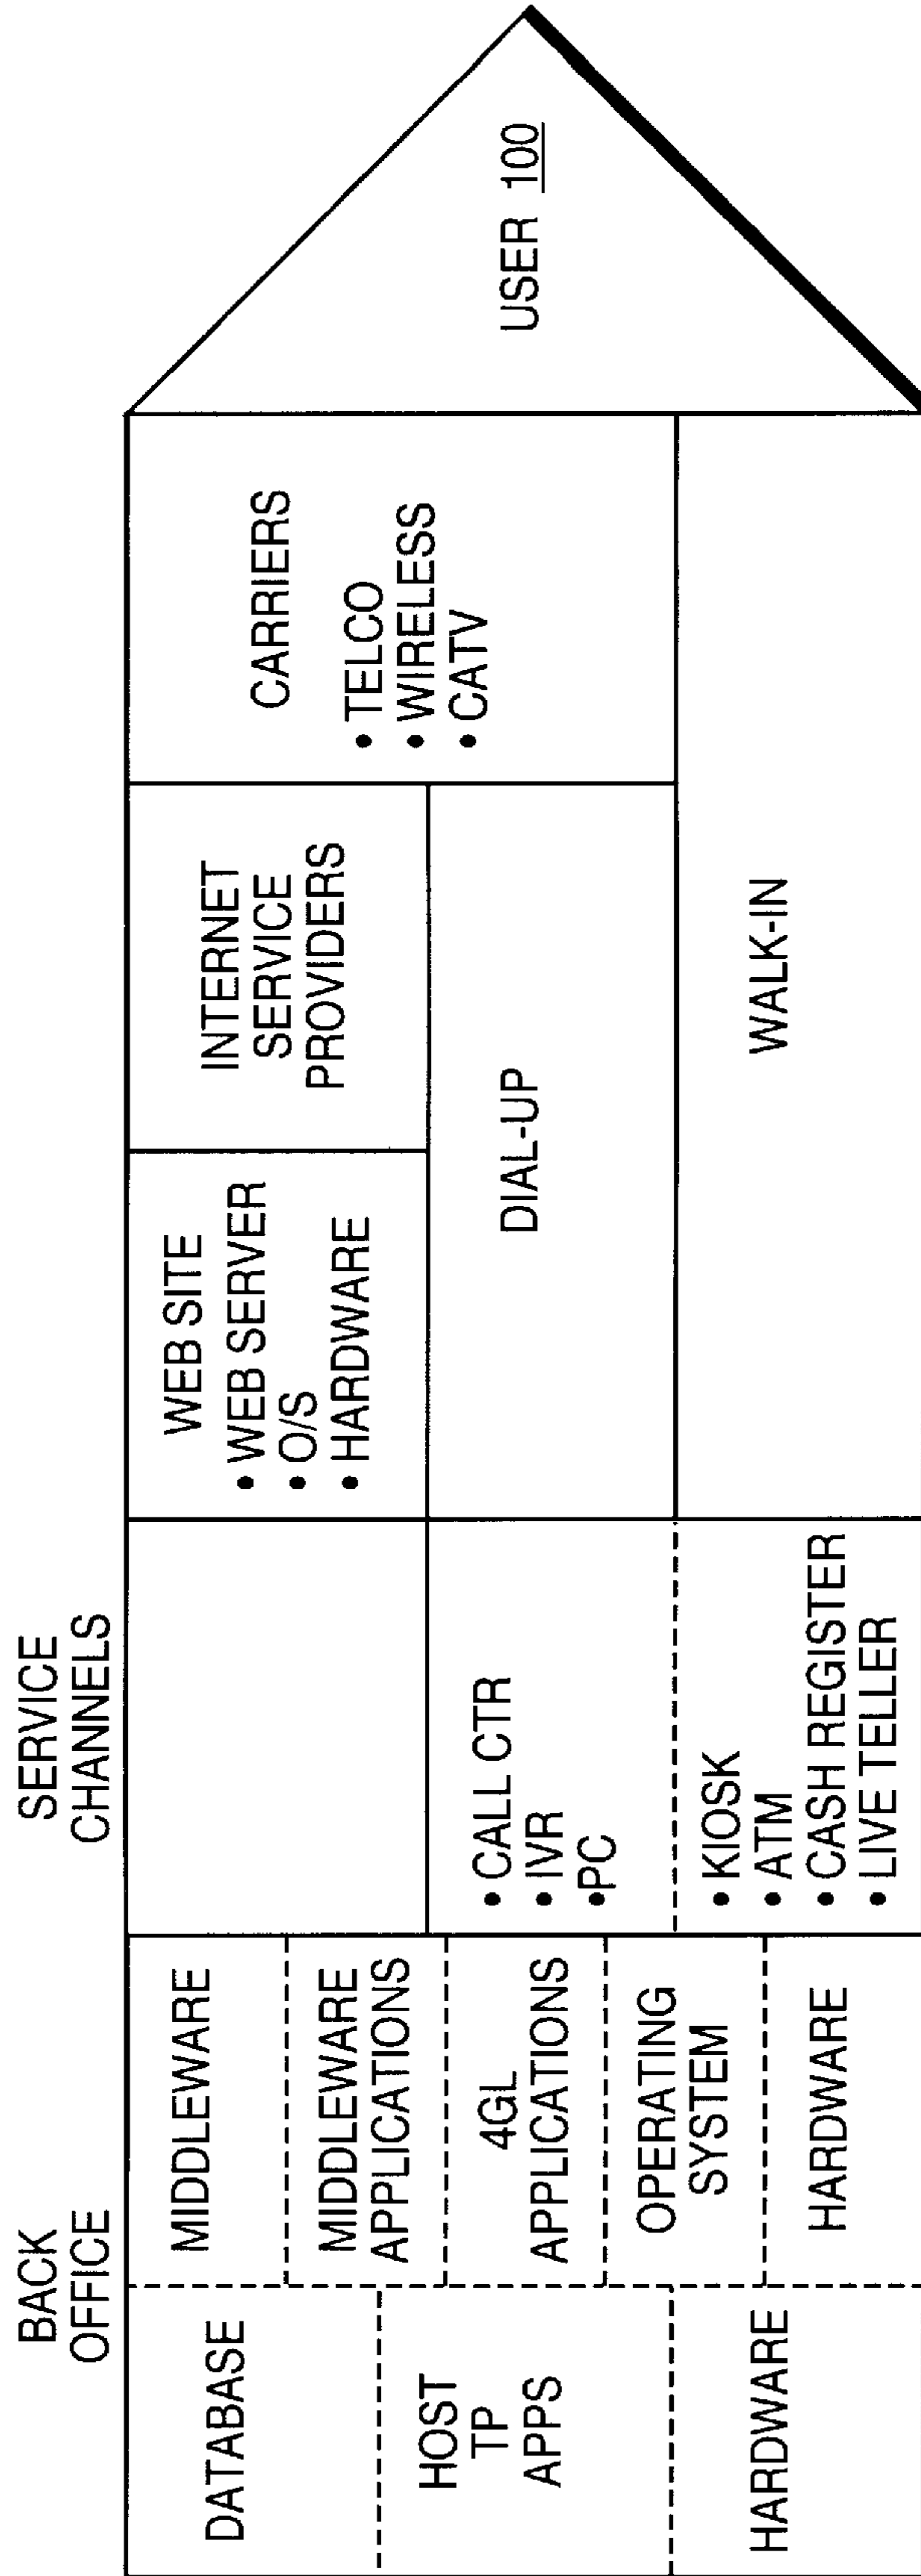 BACK
OFFICE
SERVICE
CHANNELS
DATABASE
HOST
TP
APPS
HARDWARE
MIDDLEWARE
MIDDLEWARE
APPLICATIONS
4GL
APPLICATIONS
OPERATING
SYSTEM
HARDWARE
• CALL CTR
• IVR
•PC
• KIOSK
• ATM
• CASH REGISTER
• LIVE TELLER
WEB SITE
• WEB SERVER
• O/S
• HARDWARE
INTERNET
SERVICE
PROVIDERS
DIAL-UP
WALK-IN
CARRIERS
• TELCO
• WIRELESS
• CATV
USER 100